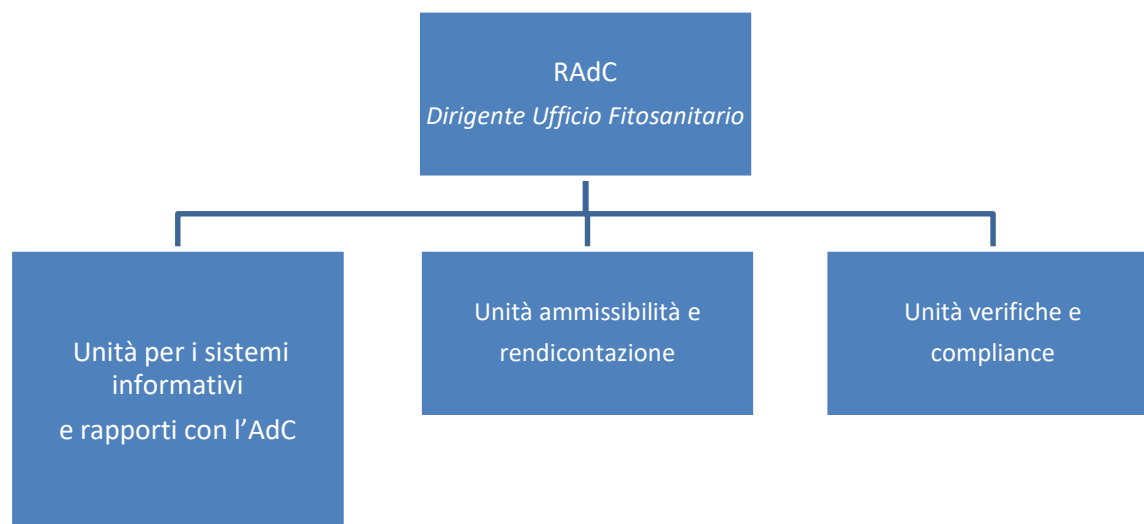 RAdC
Dirigente Ufficio Fitosanitario
Unità per i sistemi
informativi
e rapporti con l’AdC
Unità ammissibilità e
rendicontazione
Unità verifiche e
compliance